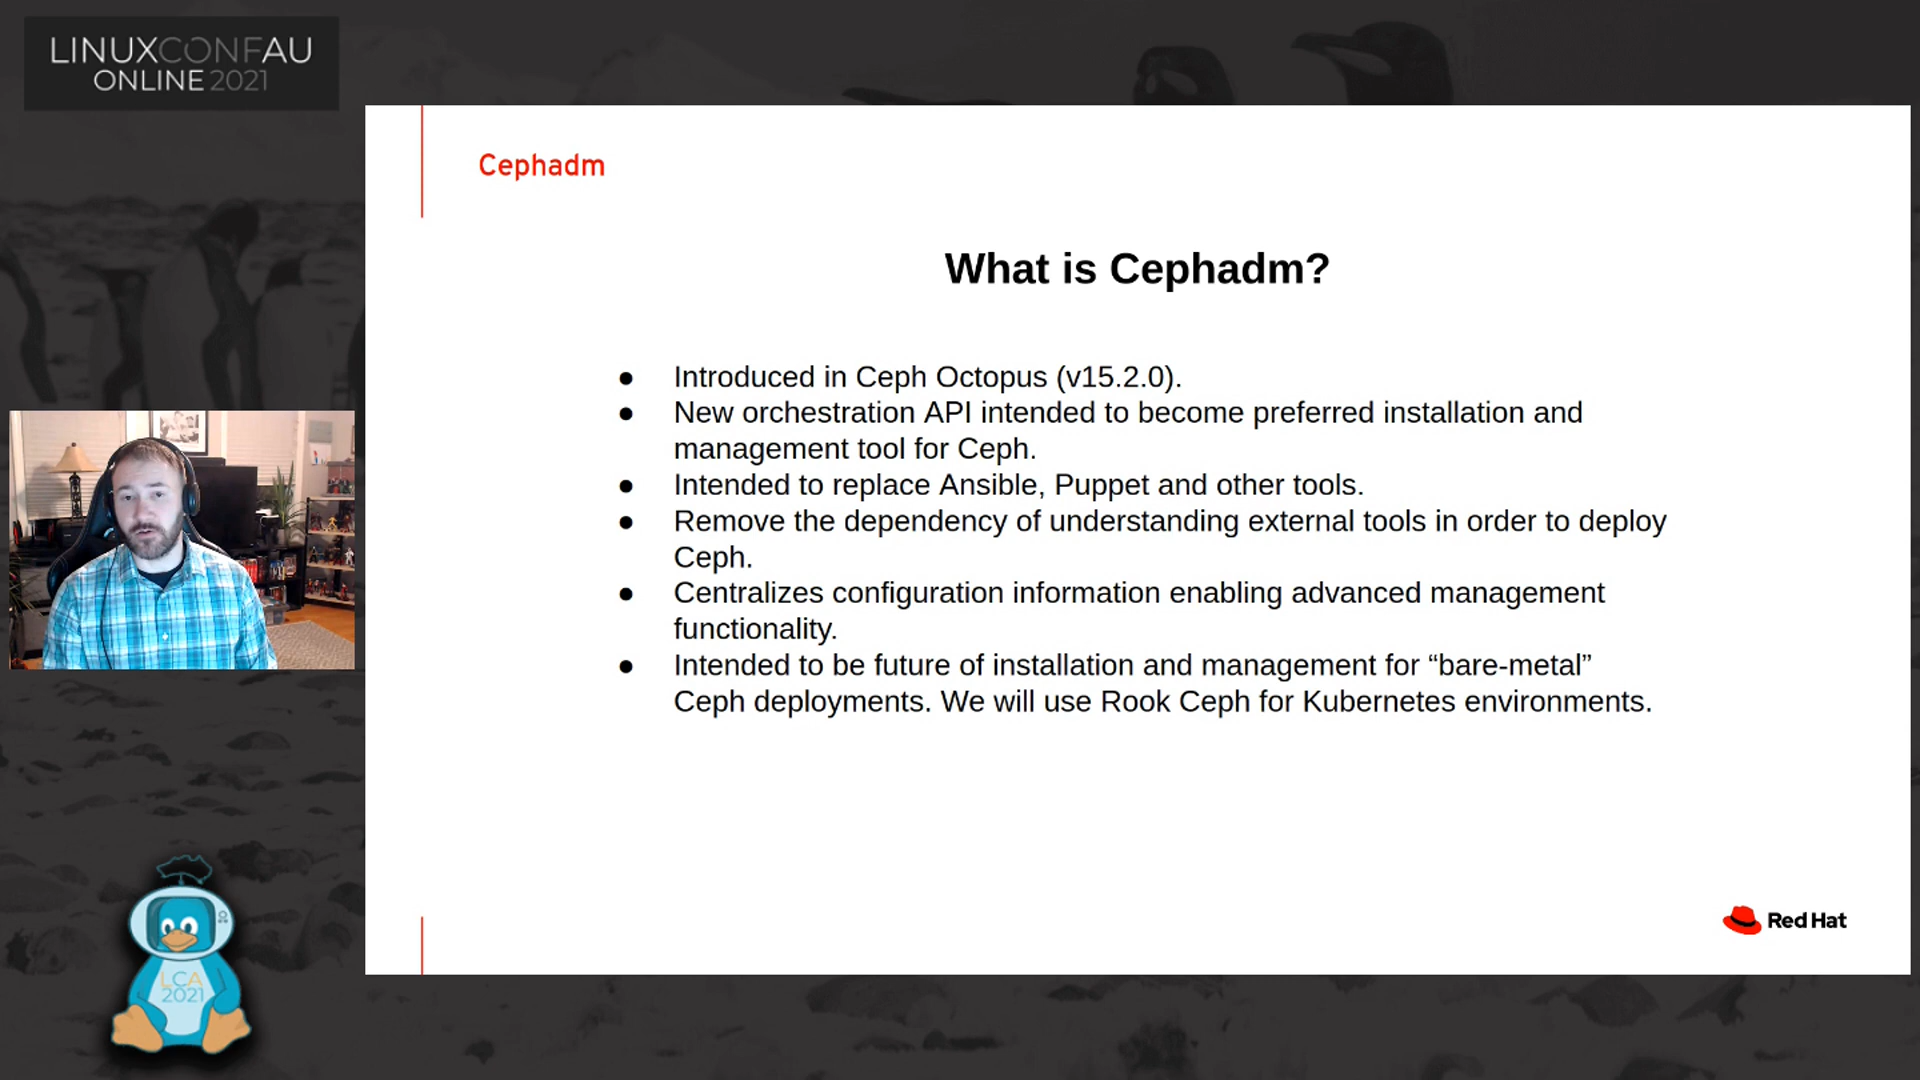 LINUXCONFAU
ONLINE 2021
Cephadm
What is Cephadm?
● Introduced in Ceph Octopus (v15.2.0).
● New orchestration API intended to become preferred installation and
management tool for Ceph.
● Intended to replace Ansible, Puppet and other tools.
● Remove the dependency of understanding external tools in order to deploy
Ceph.
● Centralizes configuration information enabling advanced management
functionality.
● Intended to be future of installation and management for “bare-metal”
Ceph deployments. We will use Rook Ceph for Kubernetes environments.
Red Hat
LCA
2021